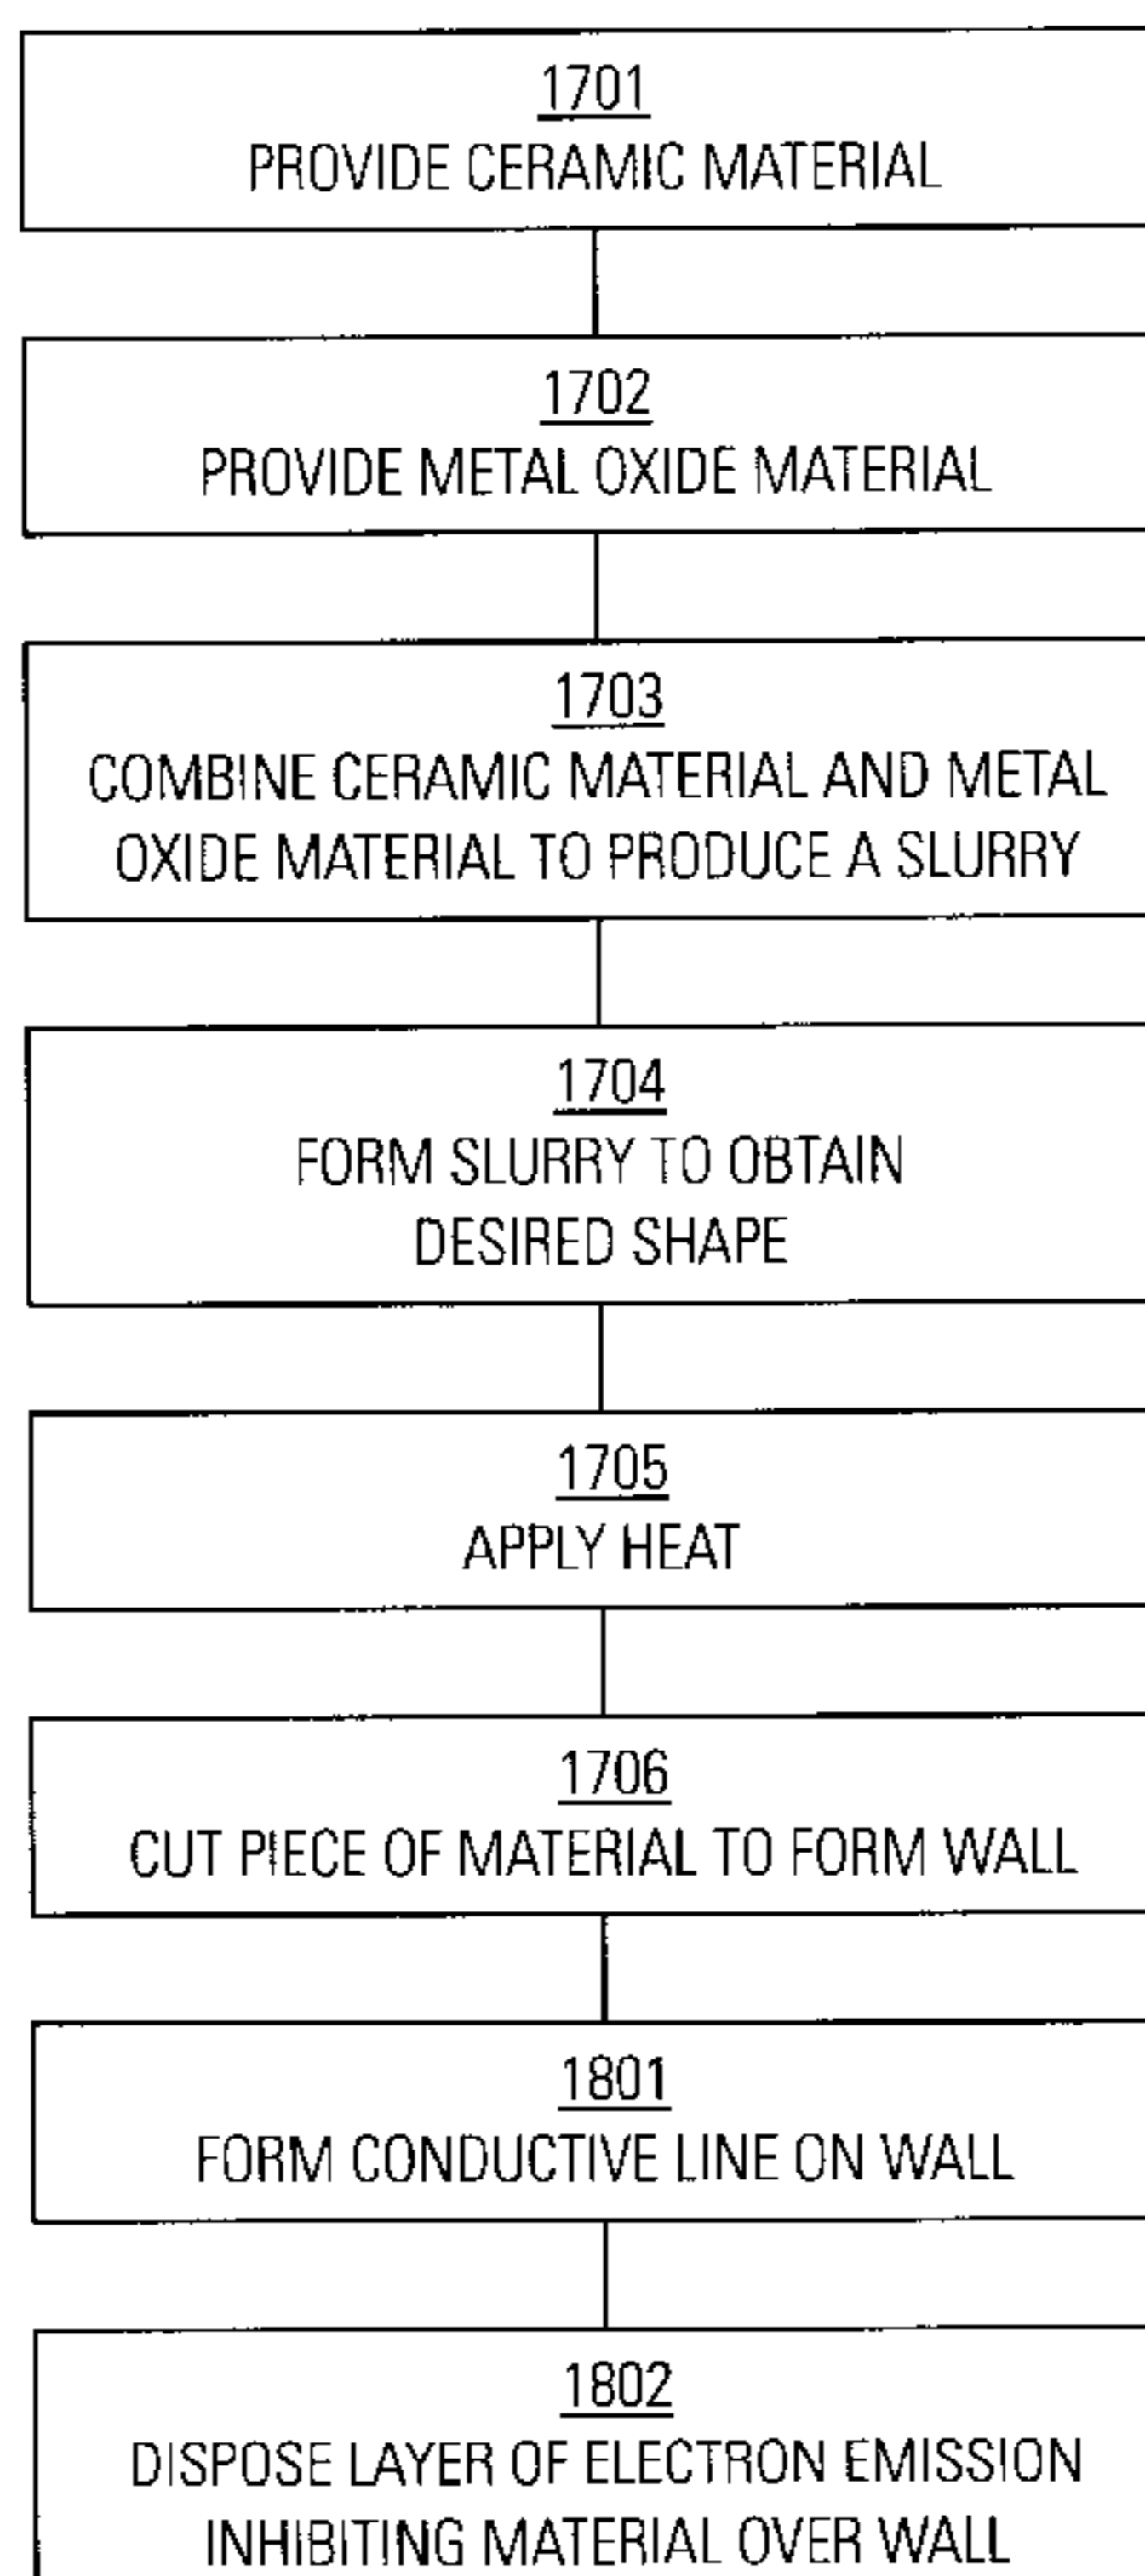 1701
PROVIDE CERAMIC MATERIAL
1702
PROVIDE METAL OXIDE MATERIAL
1703
COMBINE CERAMIC MATERIAL AND METAL
OXIDE MATERIAL TO PRODUCE A SLURRY
1704
FORM SLURRY TO OBTAIN
DESIRED SHAPE
1705
APPLY HEAT
1706
CUT PIECE OF MATERIAL TO FORM WALL
1801
FORM CONDUCTIVE LINE ON WALL
1802
DISPOSE LAYER OF ELECTRON EMISSION
INHIBITING MATERIAL OVER WALL